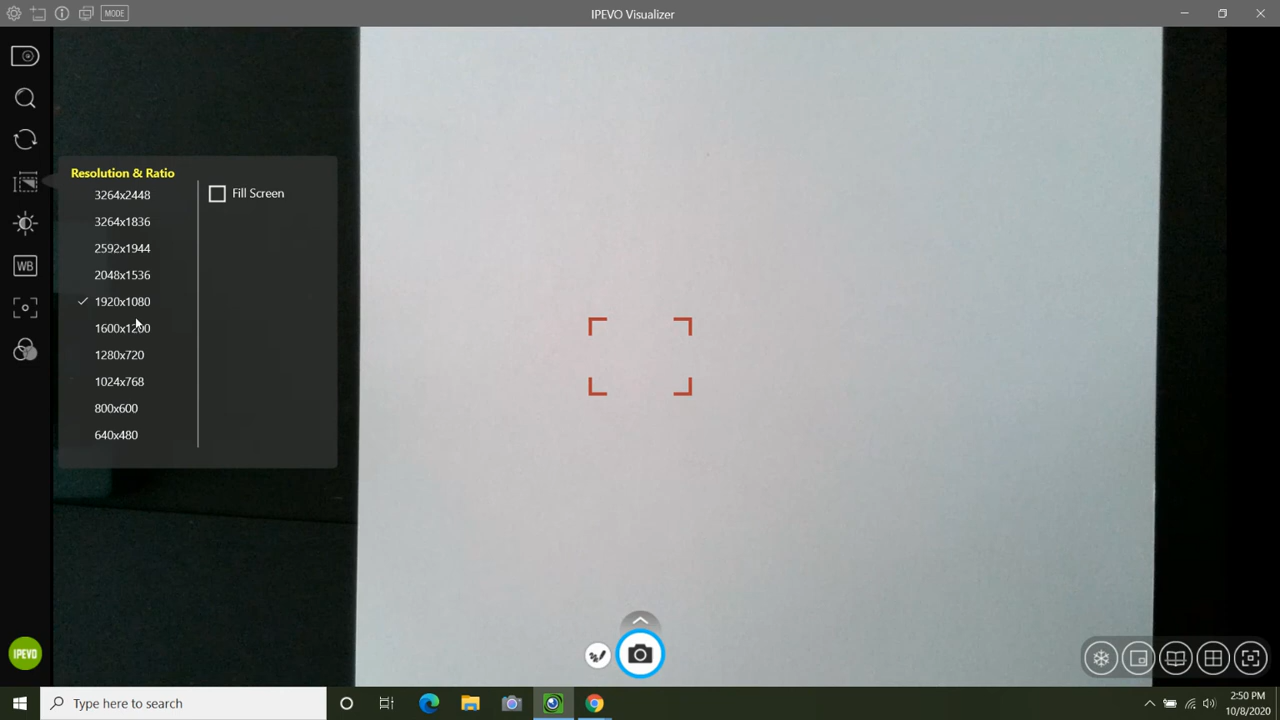 MODE
IPEVO Visualizer
Resolution & Ratio
3264x2448
Fill Screen
3264x1836
2592x1944
2048x1536
1920x1080
1600x1200
1280x720
1024x768
800x600
640x480
WB
IPEVO
Type here to search
2:50 PM
10/8/2020